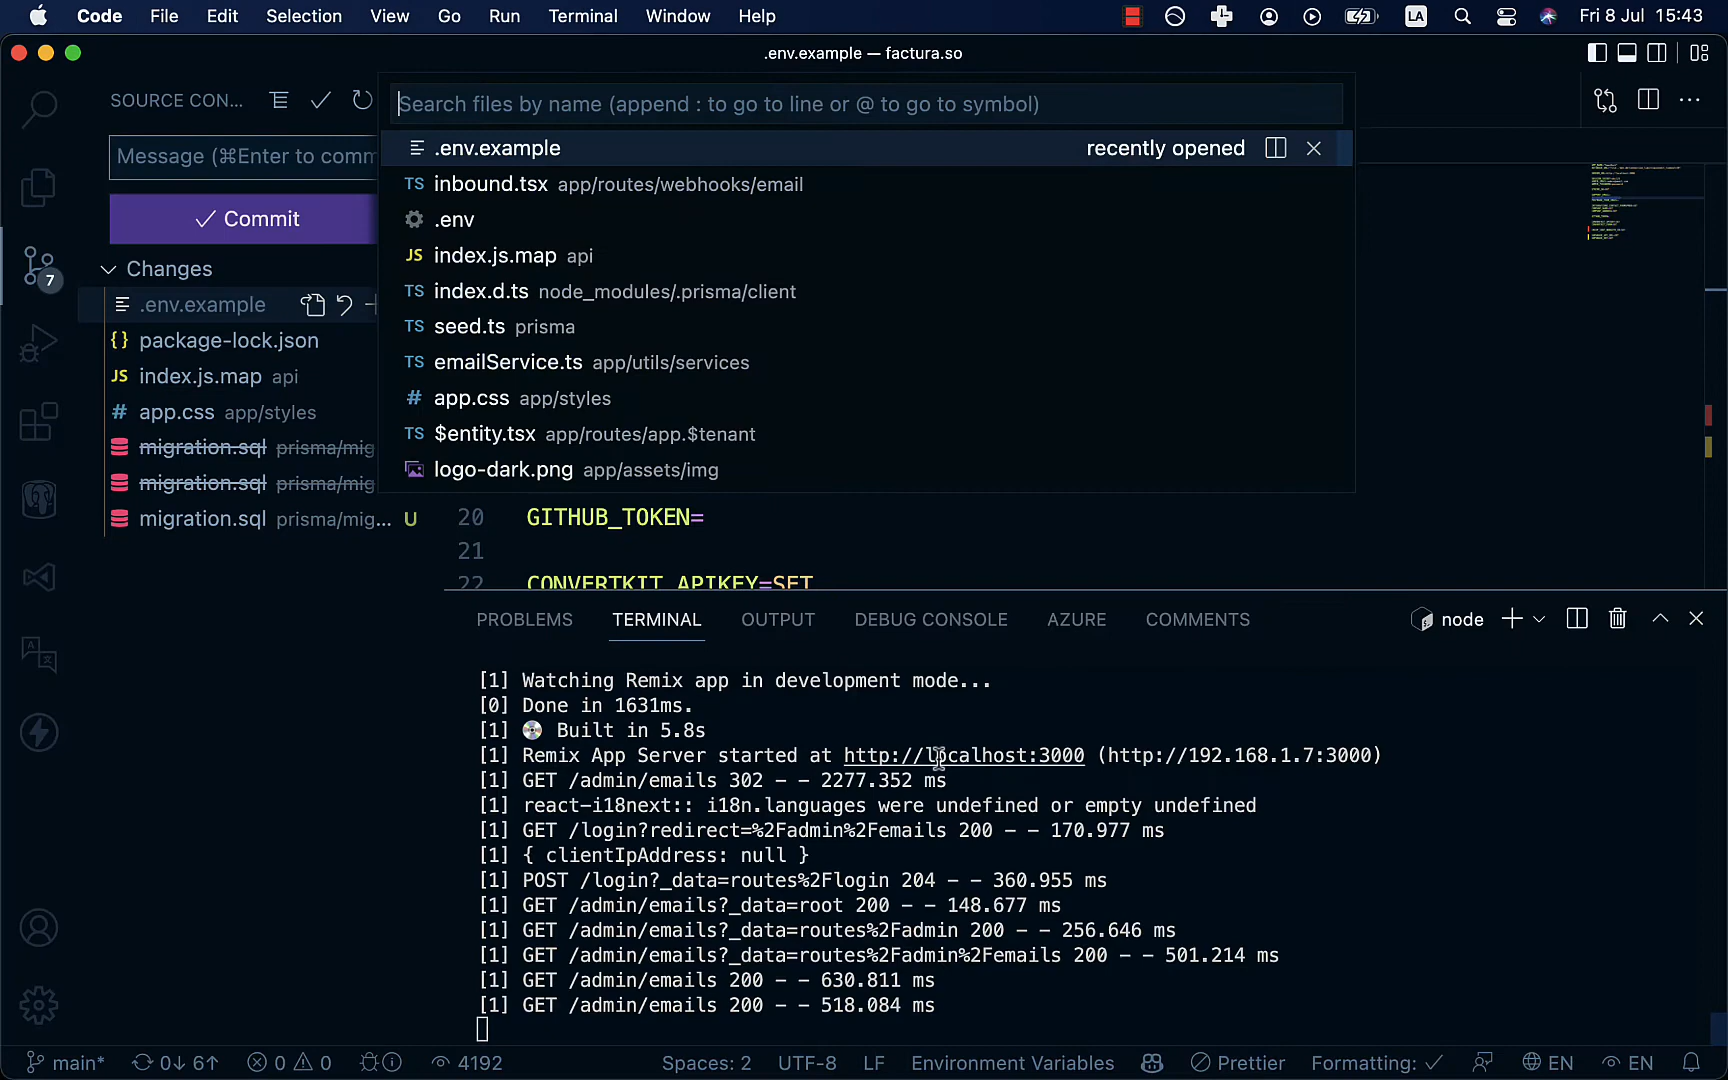 Code File Edit Selection View Go Run Terminal Window Help LA Fri 8 Jul 15:43
.env.example — factura.so
SOURCE CON...
Search files by name (append : to go to line or @ to go to symbol)
Message (⌘Enter to comm
Commit
Changes
.env.example
package-lock.json
index.js.map api
app.css app/styles
migration.sql prisma/mig
migration.sql prisma/mig
migration.sql prisma/mig... U
7
.env.example recently opened
TS inbound.tsx app/routes/webhooks/email
.env
JS index.js.map api
TS index.d.ts node_modules/.prisma/client
TS seed.ts prisma
TS emailService.ts app/utils/services
# app.css app/styles
TS $entity.tsx app/routes/app.$tenant
logo-dark.png app/assets/img
20 GITHUB_TOKEN=
21
22 CONVERTKIT_APIKEY=SET
PROBLEMS TERMINAL OUTPUT DEBUG CONSOLE AZURE COMMENTS node
[1] Watching Remix app in development mode...
[0] Done in 1631ms.
[1] 💿 Built in 5.8s
[1] Remix App Server started at http://localhost:3000 (http://192.168.1.7:3000)
[1] GET /admin/emails 302 - - 2277.352 ms
[1] react-i18next:: i18n.languages were undefined or empty undefined
[1] GET /login?redirect=%2Fadmin%2Femails 200 - - 170.977 ms
[1] { clientIpAddress: null }
[1] POST /login?_data=routes%2Flogin 204 - - 360.955 ms
[1] GET /admin/emails?_data=root 200 - - 148.677 ms
[1] GET /admin/emails?_data=routes%2Fadmin 200 - - 256.646 ms
[1] GET /admin/emails?_data=routes%2Fadmin%2Femails 200 - - 501.214 ms
[1] GET /admin/emails 200 - - 630.811 ms
[1] GET /admin/emails 200 - - 518.084 ms
main* 0↓ 6↑ 0 0 4192 Spaces: 2 UTF-8 LF Environment Variables Prettier Formatting: ✓ EN EN